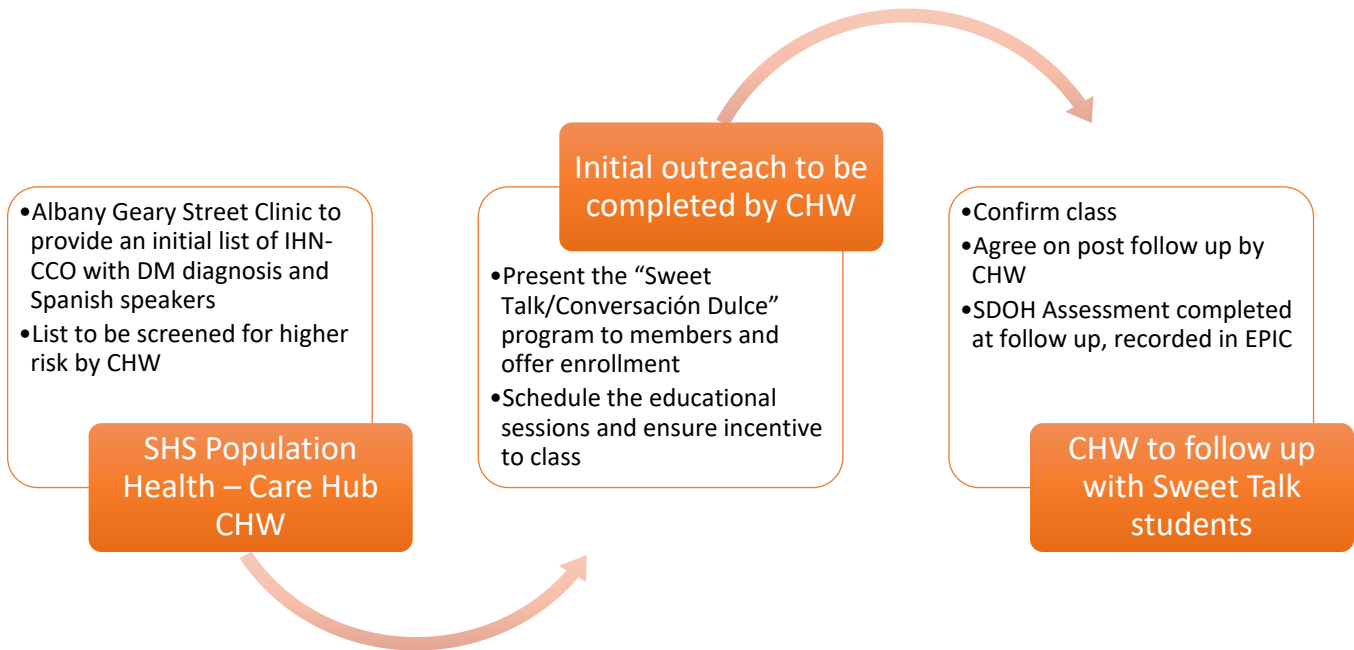 •Albany Geary Street Clinic to
provide an initial list of IHN-
CCO with DM diagnosis and
Spanish speakers
•List to be screened for higher
risk by CHW
SHS Population
Health – Care Hub
CHW
Initial outreach to be
completed by CHW
•Present the “Sweet
Talk/Conversación Dulce”
program to members and
offer enrollment
•Schedule the educational
sessions and ensure incentive
to class
•Confirm class
•Agree on post follow up by
CHW
•SDOH Assessment completed
at follow up, recorded in EPIC
CHW to follow up
with Sweet Talk
students